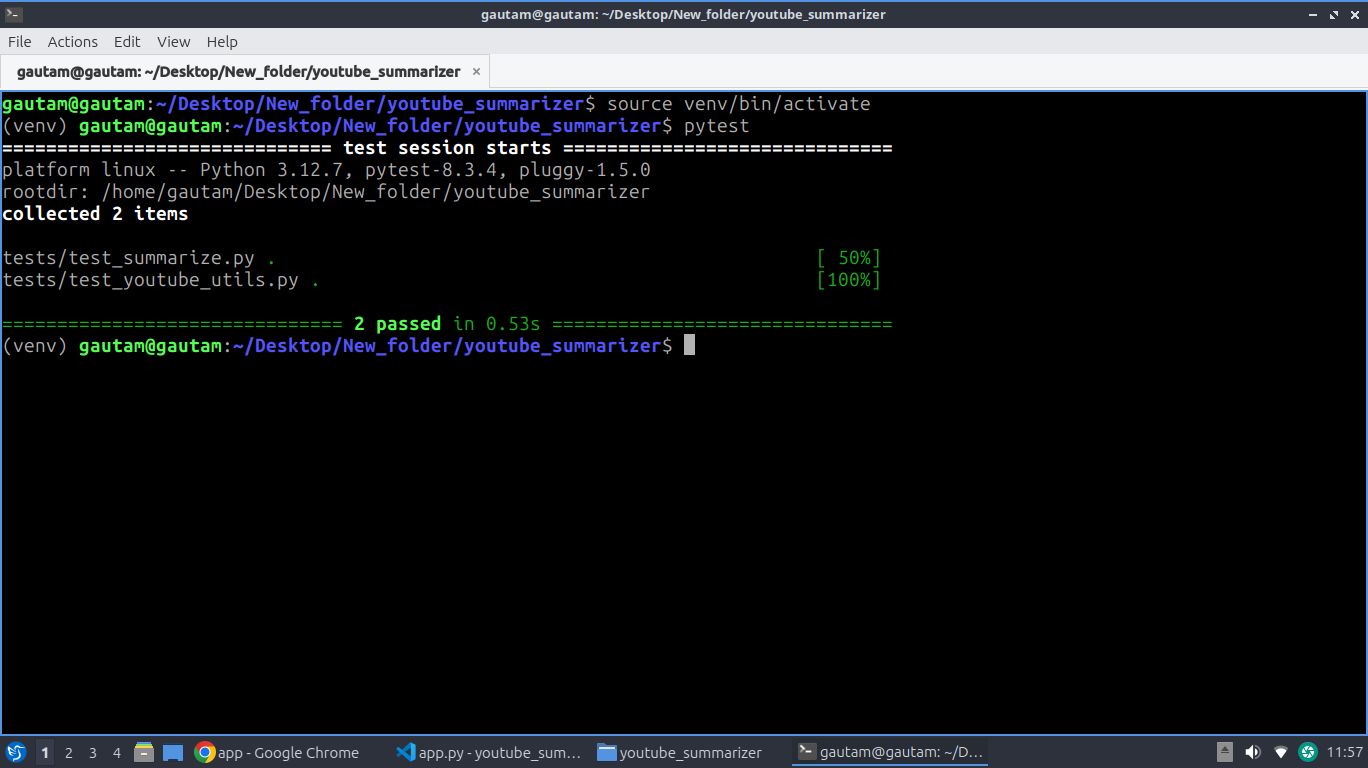 gautam@gautam: ~/Desktop/New_folder/youtube_summarizer
File Actions Edit View Help
gautam@gautam: ~/Desktop/New_folder/youtube_summarizer ×
gautam@gautam:~/Desktop/New_folder/youtube_summarizer$ source venv/bin/activate
(venv) gautam@gautam:~/Desktop/New_folder/youtube_summarizer$ pytest
============================== test session starts ==============================
platform linux -- Python 3.12.7, pytest-8.3.4, pluggy-1.5.0
rootdir: /home/gautam/Desktop/New_folder/youtube_summarizer
collected 2 items
tests/test_summarize.py . [ 50%]
tests/test_youtube_utils.py . [100%]
=============================== 2 passed in 0.53s ===============================
(venv) gautam@gautam:~/Desktop/New_folder/youtube_summarizer$
1 2 3 4 app - Google Chrome app.py - youtube_sum... youtube_summarizer gautam@gautam: ~/D... 11:57